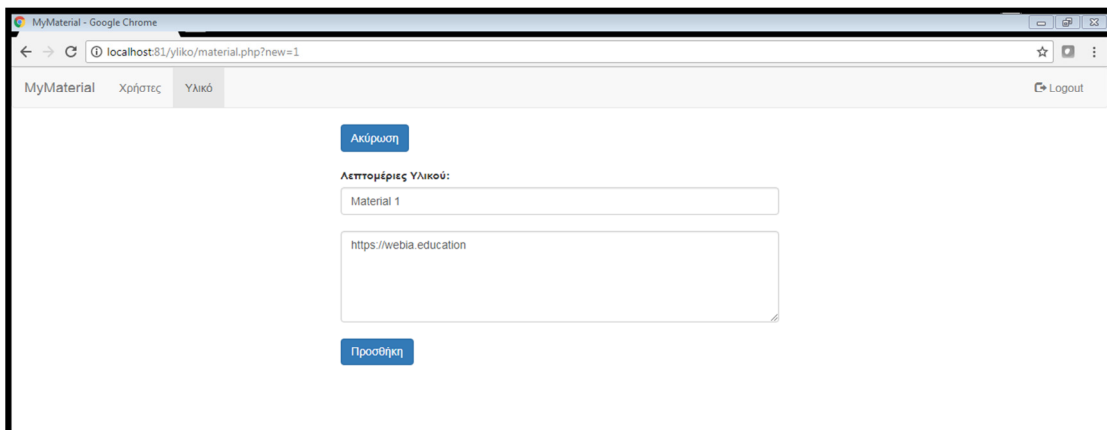 MyMaterial - Google Chrome
localhost:81/yliko/material.php?new=1
MyMaterial Χρήστες Υλικό Logout
Ακύρωση
Λεπτομέριες Υλικού:
Material 1
https://webia.education
Προσθήκη